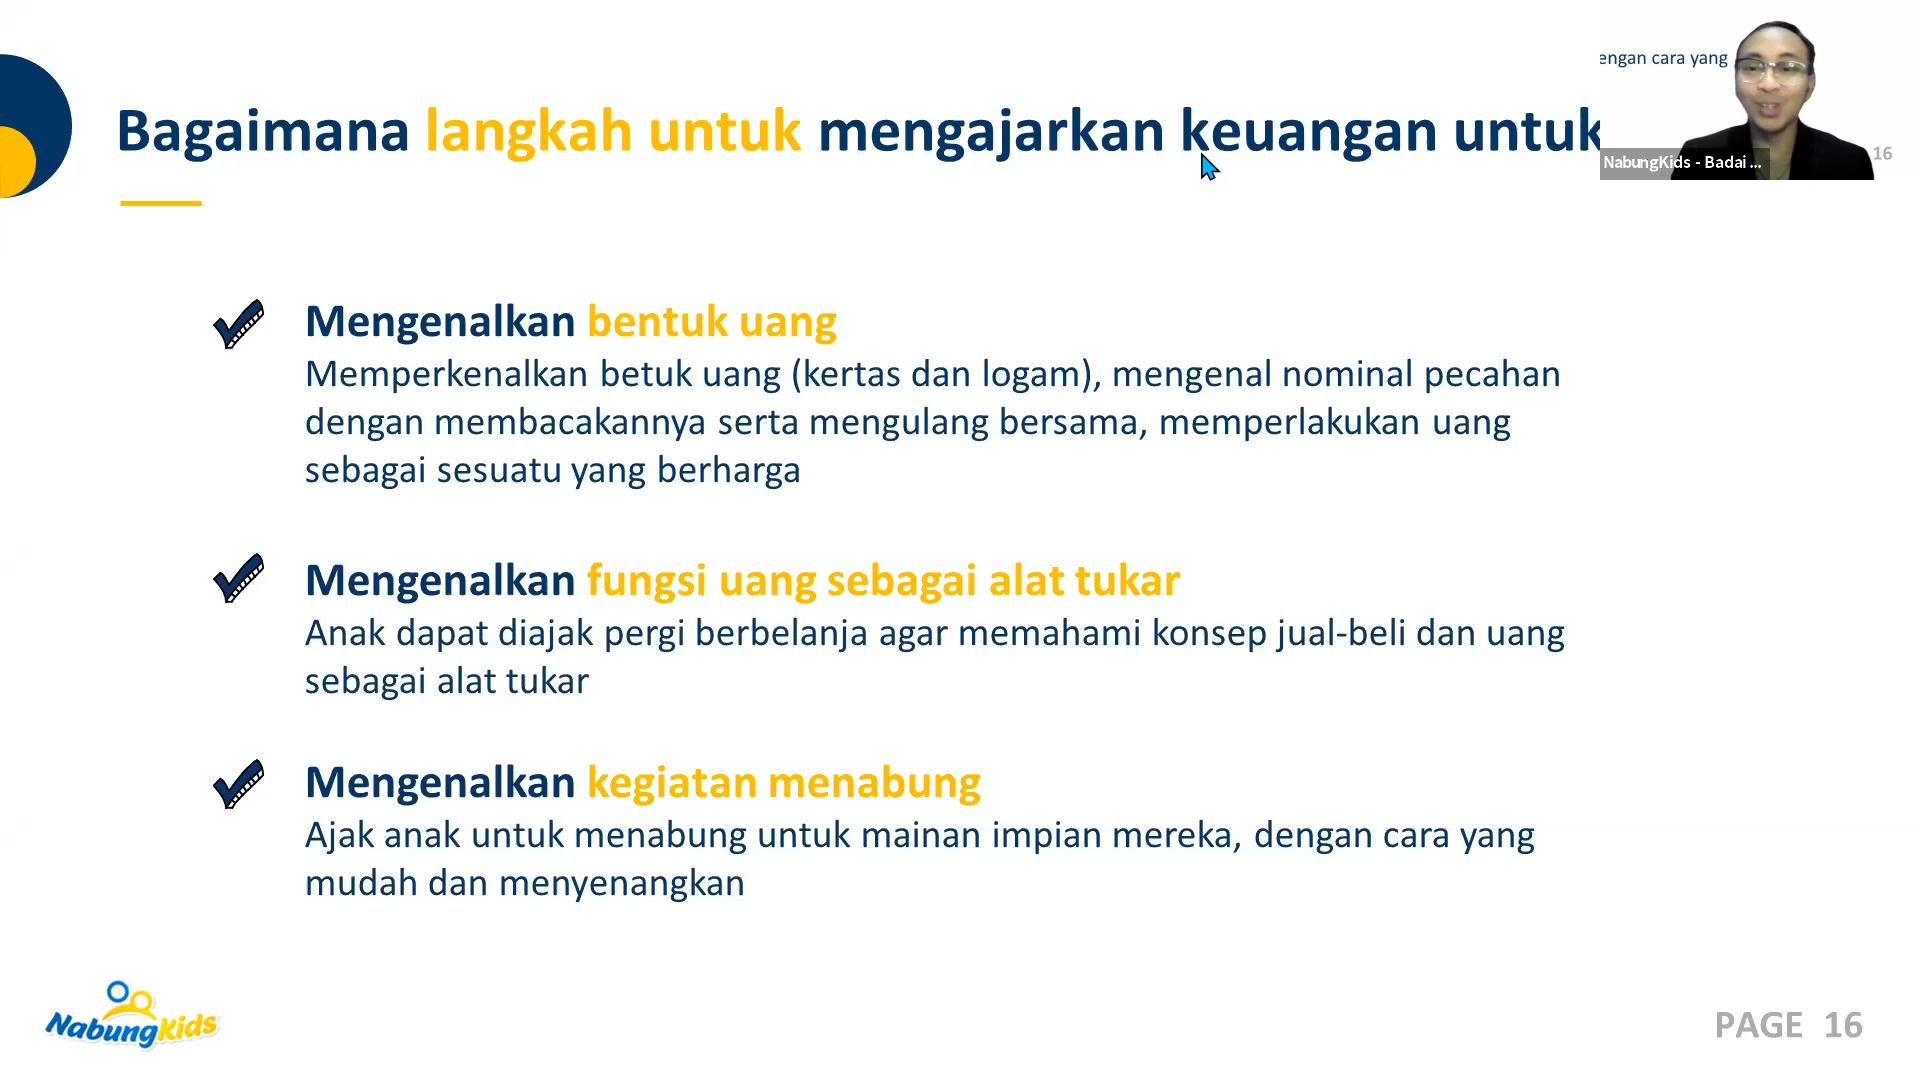 engan cara yang
Bagaimana langkah untuk mengajarkan keuangan untuk
16
NabungKids - Badai ...
Mengenalkan bentuk uang
Memperkenalkan betuk uang (kertas dan logam), mengenal nominal pecahan
dengan membacakannya serta mengulang bersama, memperlakukan uang
sebagai sesuatu yang berharga
Mengenalkan fungsi uang sebagai alat tukar
Anak dapat diajak pergi berbelanja agar memahami konsep jual-beli dan uang
sebagai alat tukar
Mengenalkan kegiatan menabung
Ajak anak untuk menabung untuk mainan impian mereka, dengan cara yang
mudah dan menyenangkan
NabungKids
PAGE 16